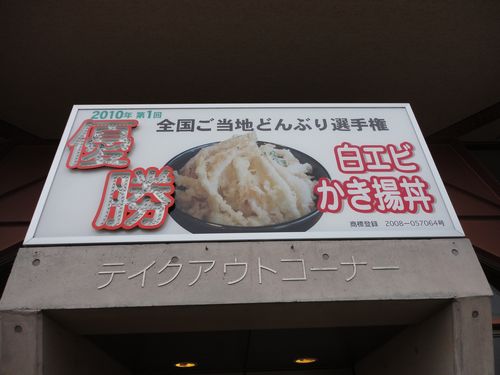 2010年 第1回
優勝
全国ご当地どんぶり選手権
白エビ
かき揚丼
商標登録 2008-057064号
テイクアウトコーナー